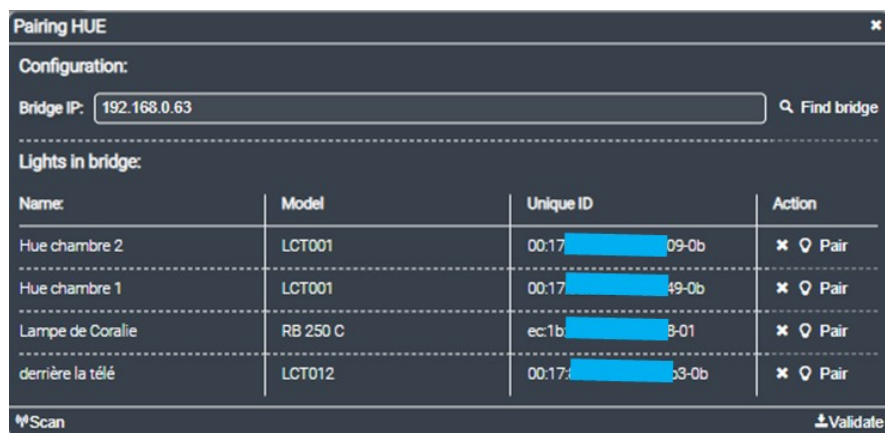 Pairing HUE
Configuration:
Bridge IP: 192.168.0.63 Find bridge
Lights in bridge:
Name: Model Unique ID Action
Hue chambre 2 LCT001 00:17 09-0b Pair
Hue chambre 1 LCT001 00:17 49-0b Pair
Lampe de Coralie RB 250 C ec:1b: 8-01 Pair
derrière la télé LCT012 00:17: b3-0b Pair
Scan Validate